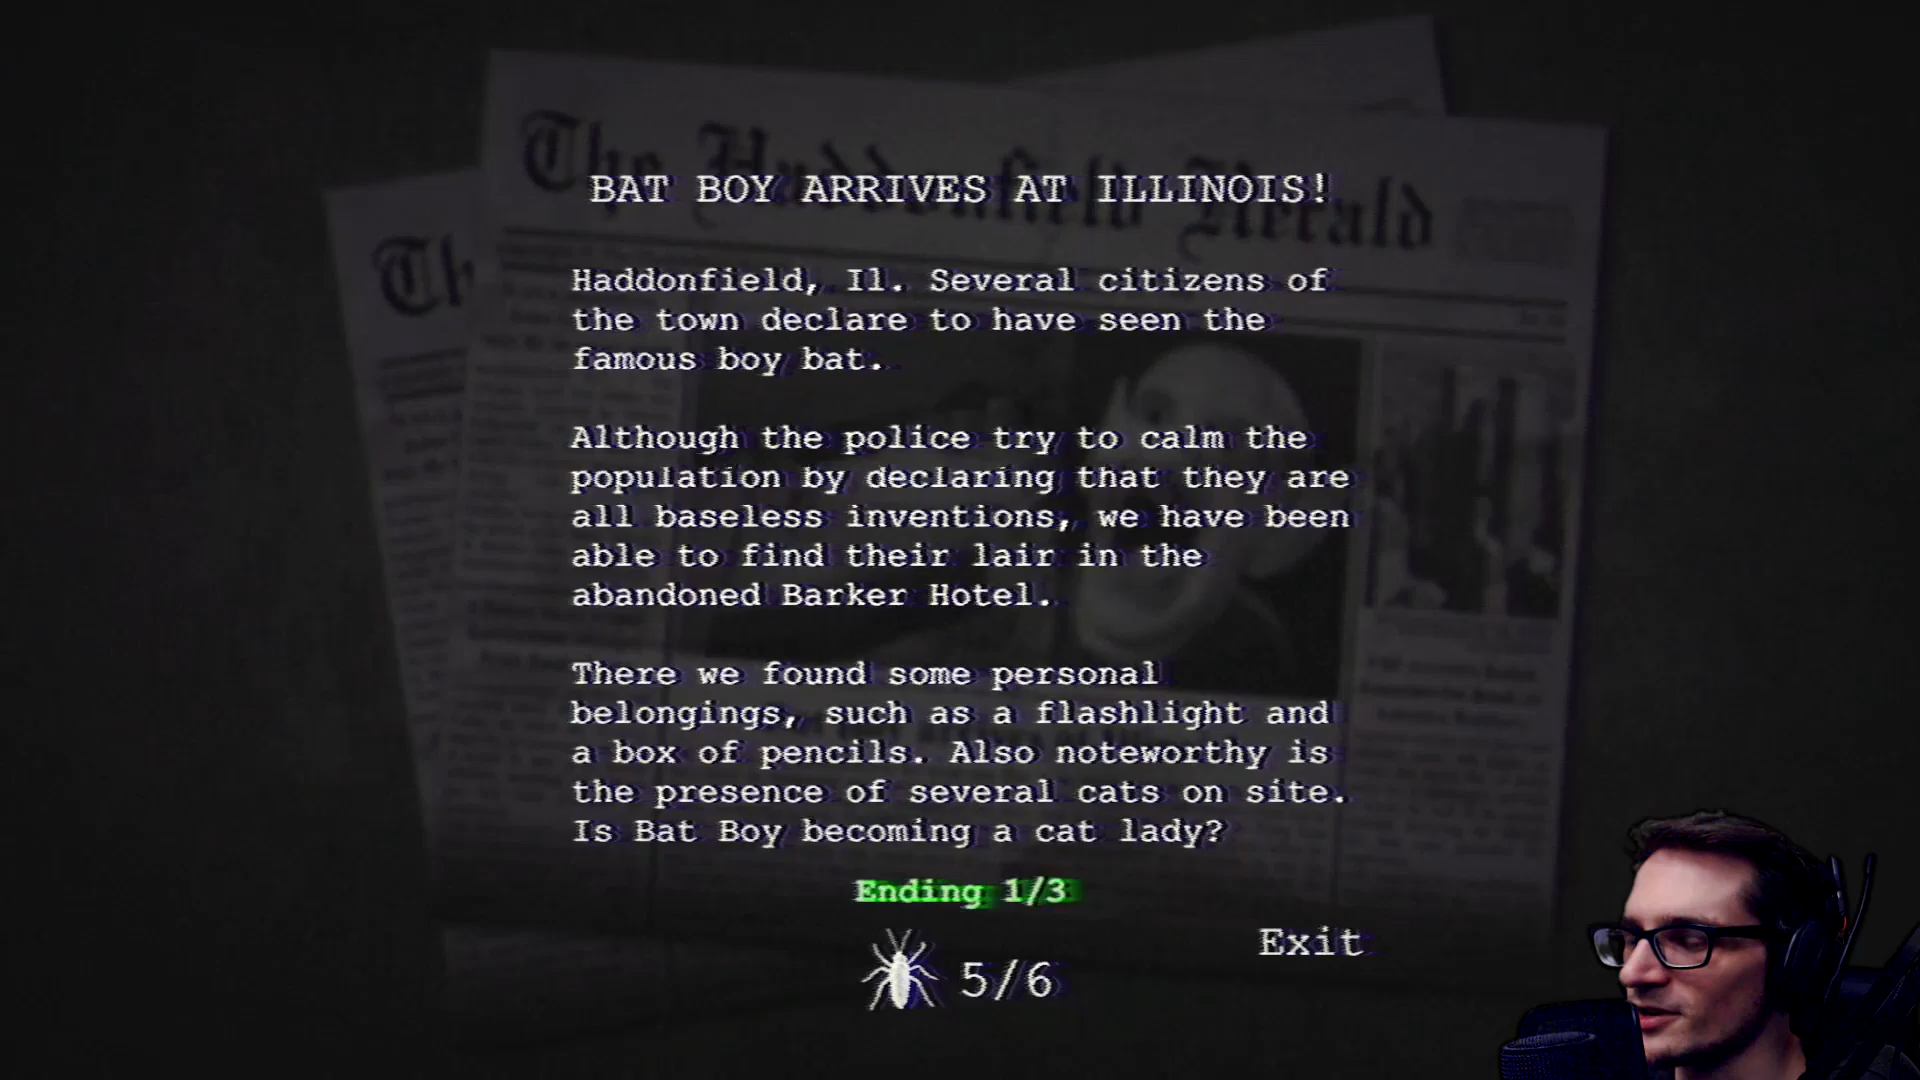 The Haddonfield Herald
Th
BAT BOY ARRIVES AT ILLINOIS!
Haddonfield, Il. Several citizens of
the town declare to have seen the
famous boy bat.
Although the police try to calm the
population by declaring that they are
all baseless inventions, we have been
able to find their lair in the
abandoned Barker Hotel.
There we found some personal
belongings, such as a flashlight and
a box of pencils. Also noteworthy is
the presence of several cats on site.
Is Bat Boy becoming a cat lady?
Ending 1/3
5/6
Exit